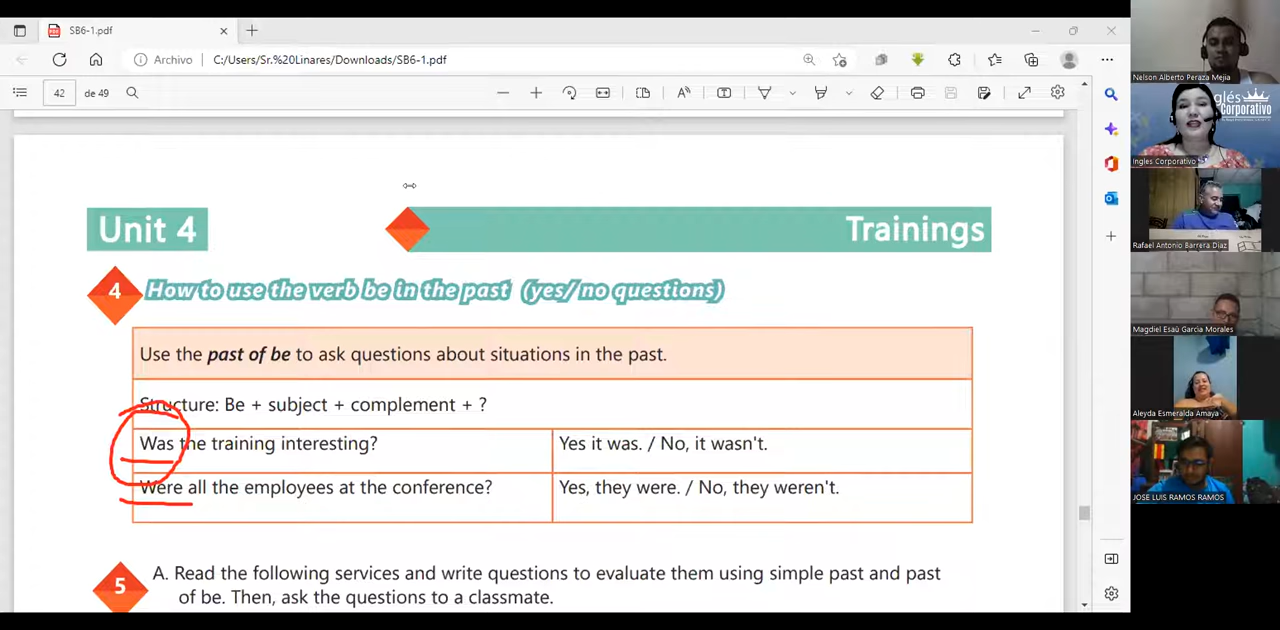 SB6-1.pdf
Archivo
C:/Users/Sr.%20Linares/Downloads/SB6-1.pdf
42
de 49
Unit 4
Trainings
4
How to use the verb be in the past (yes/ no questions)
Use the past of be to ask questions about situations in the past.
Structure: Be + subject + complement + ?
Was the training interesting?
Yes it was. / No, it wasn't.
Were all the employees at the conference?
Yes, they were. / No, they weren't.
5
A. Read the following services and write questions to evaluate them using simple past and past
of be. Then, ask the questions to a classmate.
Nelson Alberto Peraza Mejia
glés
Corporativo
Ingles Corporativo
Rafael Antonio Barrera Diaz
Magdiel Esaú Garcia Morales
Aleyda Esmeralda Amaya
JOSE LUIS RAMOS RAMOS